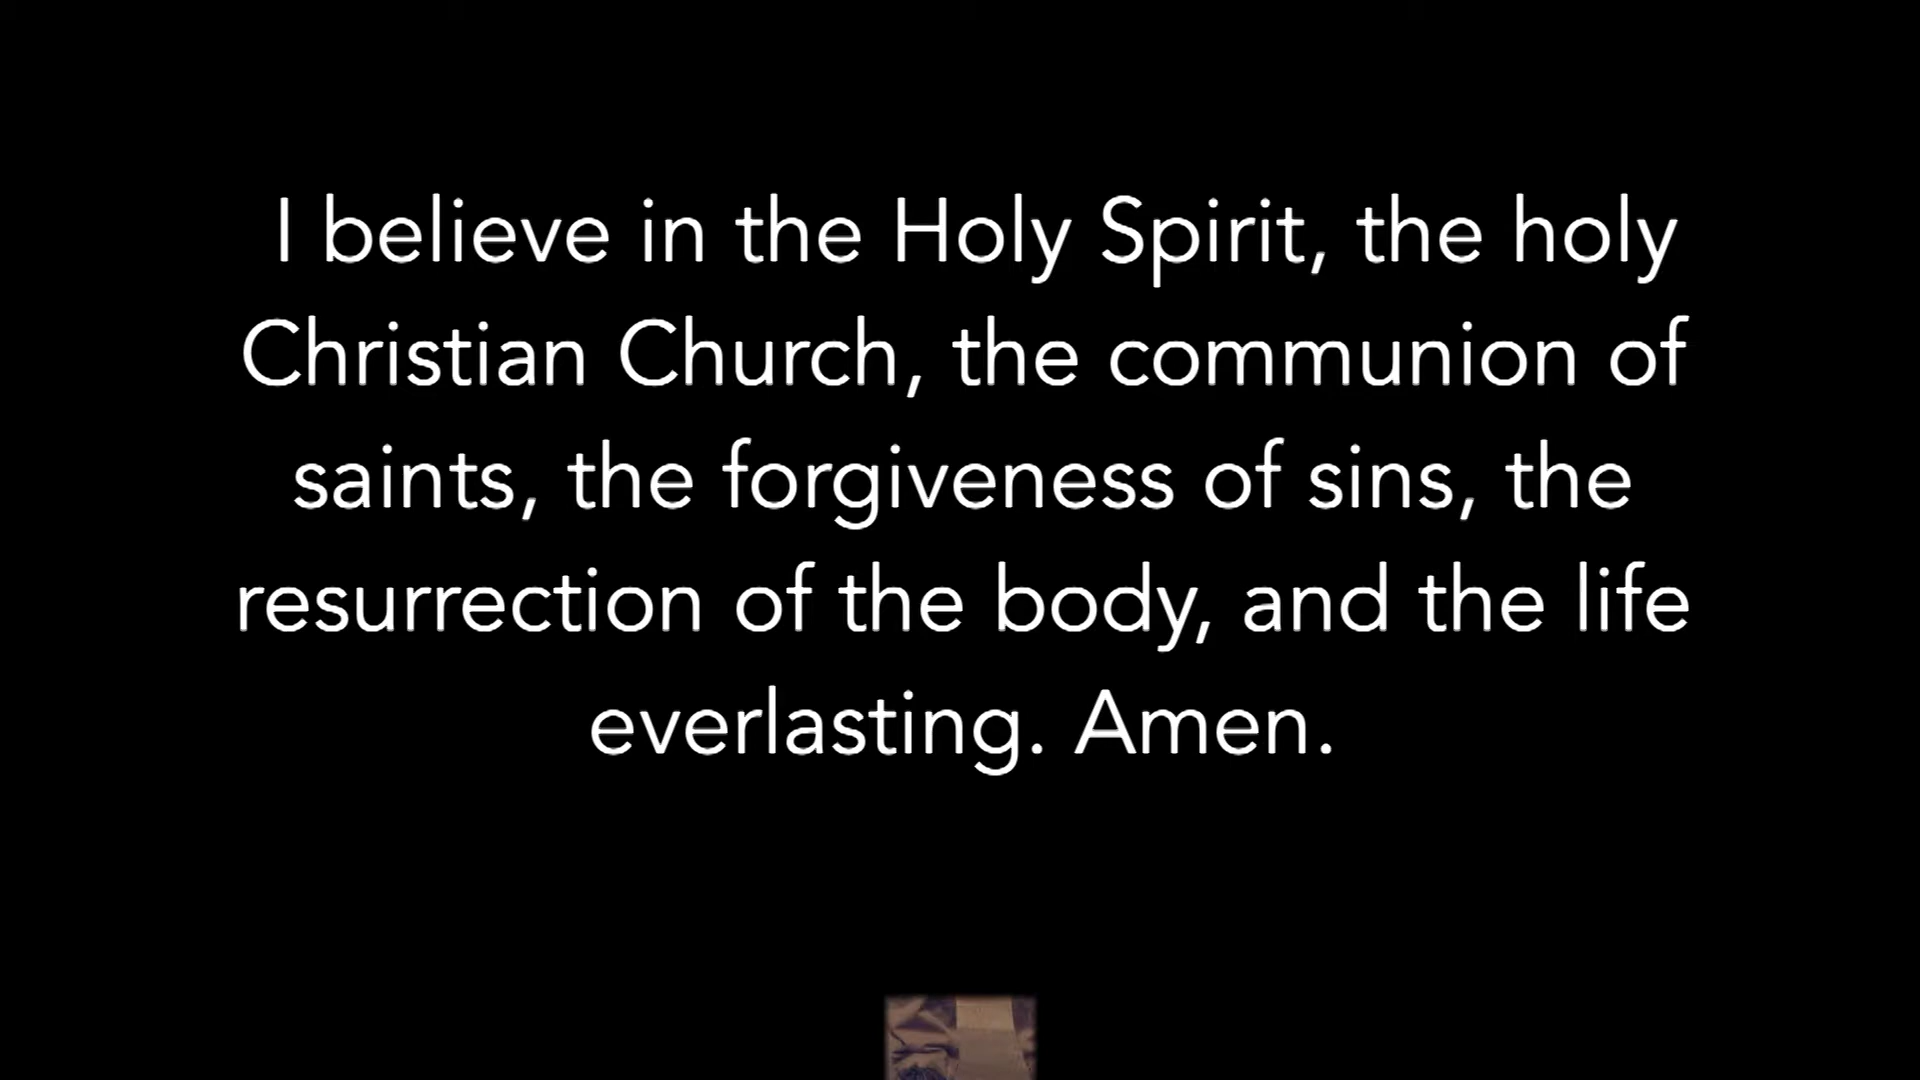 I believe in the Holy Spirit, the holy
Christian Church, the communion of
saints, the forgiveness of sins, the
resurrection of the body, and the life
everlasting. Amen.